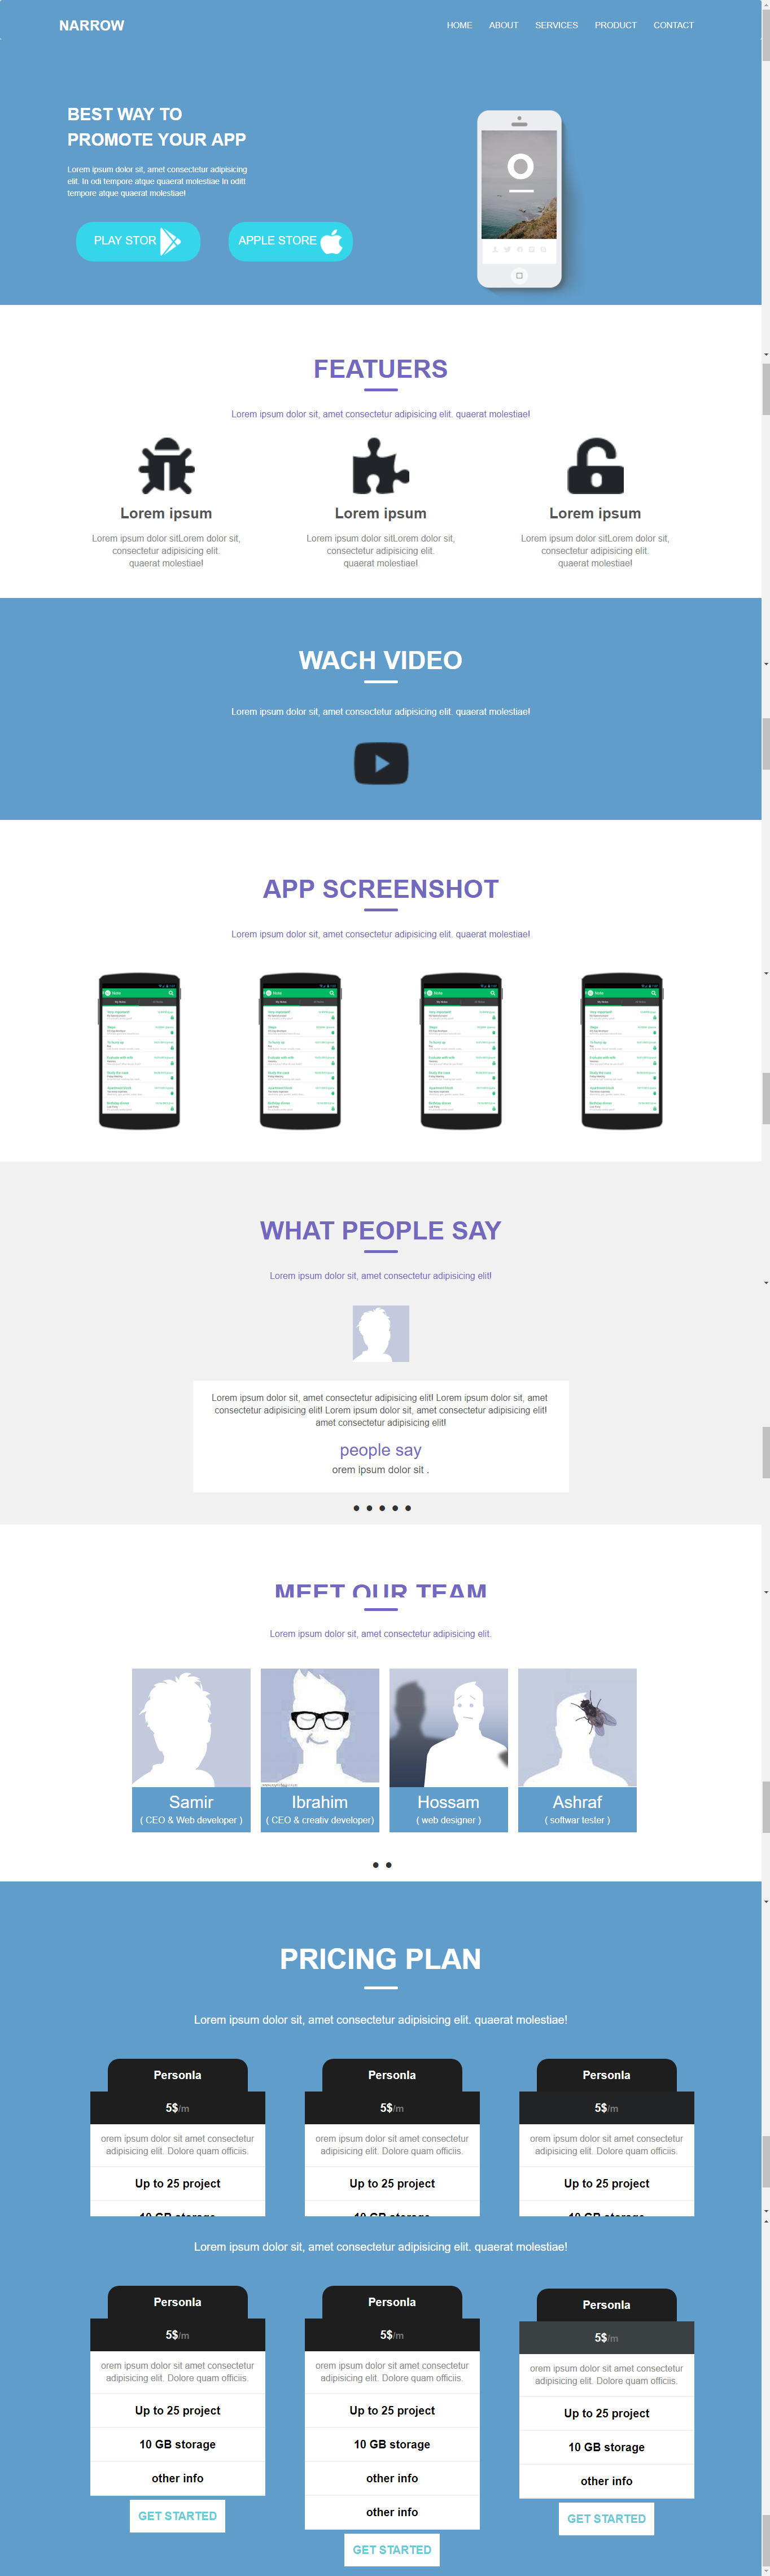 NARROW
HOME ABOUT SERVICES PRODUCT CONTACT
BEST WAY TO
PROMOTE YOUR APP
Lorem ipsum dolor sit, amet consectetur adipisicing
elit. In odi tempore atque quaerat molestiae In oditt
tempore atque quaerat molestiae!
PLAY STOR
APPLE STORE
FEATUERS
Lorem ipsum dolor sit, amet consectetur adipisicing elit. quaerat molestiae!
Lorem ipsum
Lorem ipsum dolor sitLorem dolor sit,
consectetur adipisicing elit.
quaerat molestiae!
Lorem ipsum
Lorem ipsum dolor sitLorem dolor sit,
consectetur adipisicing elit.
quaerat molestiae!
Lorem ipsum
Lorem ipsum dolor sitLorem dolor sit,
consectetur adipisicing elit.
quaerat molestiae!
WACH VIDEO
Lorem ipsum dolor sit, amet consectetur adipisicing elit. quaerat molestiae!
APP SCREENSHOT
Lorem ipsum dolor sit, amet consectetur adipisicing elit. quaerat molestiae!
WHAT PEOPLE SAY
Lorem ipsum dolor sit, amet consectetur adipisicing elit!
Lorem ipsum dolor sit, amet consectetur adipisicing elit! Lorem ipsum dolor sit, amet
consectetur adipisicing elit! Lorem ipsum dolor sit, amet consectetur adipisicing elit!
amet consectetur adipisicing elit!
people say
orem ipsum dolor sit .
MEET OUR TEAM
Lorem ipsum dolor sit, amet consectetur adipisicing elit.
Samir
( CEO & Web developer )
Ibrahim
( CEO & creativ developer)
Hossam
( web designer )
Ashraf
( softwar tester )
PRICING PLAN
Lorem ipsum dolor sit, amet consectetur adipisicing elit. quaerat molestiae!
Personla
5$/m
orem ipsum dolor sit amet consectetur
adipisicing elit. Dolore quam officiis.
Up to 25 project
10 GB storage
Personla
5$/m
orem ipsum dolor sit amet consectetur
adipisicing elit. Dolore quam officiis.
Up to 25 project
10 GB storage
Personla
5$/m
orem ipsum dolor sit amet consectetur
adipisicing elit. Dolore quam officiis.
Up to 25 project
10 GB storage
Lorem ipsum dolor sit, amet consectetur adipisicing elit. quaerat molestiae!
Personla
5$/m
orem ipsum dolor sit amet consectetur
adipisicing elit. Dolore quam officiis.
Up to 25 project
10 GB storage
other info
GET STARTED
Personla
5$/m
orem ipsum dolor sit amet consectetur
adipisicing elit. Dolore quam officiis.
Up to 25 project
10 GB storage
other info
other info
GET STARTED
Personla
5$/m
orem ipsum dolor sit amet consectetur
adipisicing elit. Dolore quam officiis.
Up to 25 project
10 GB storage
other info
GET STARTED